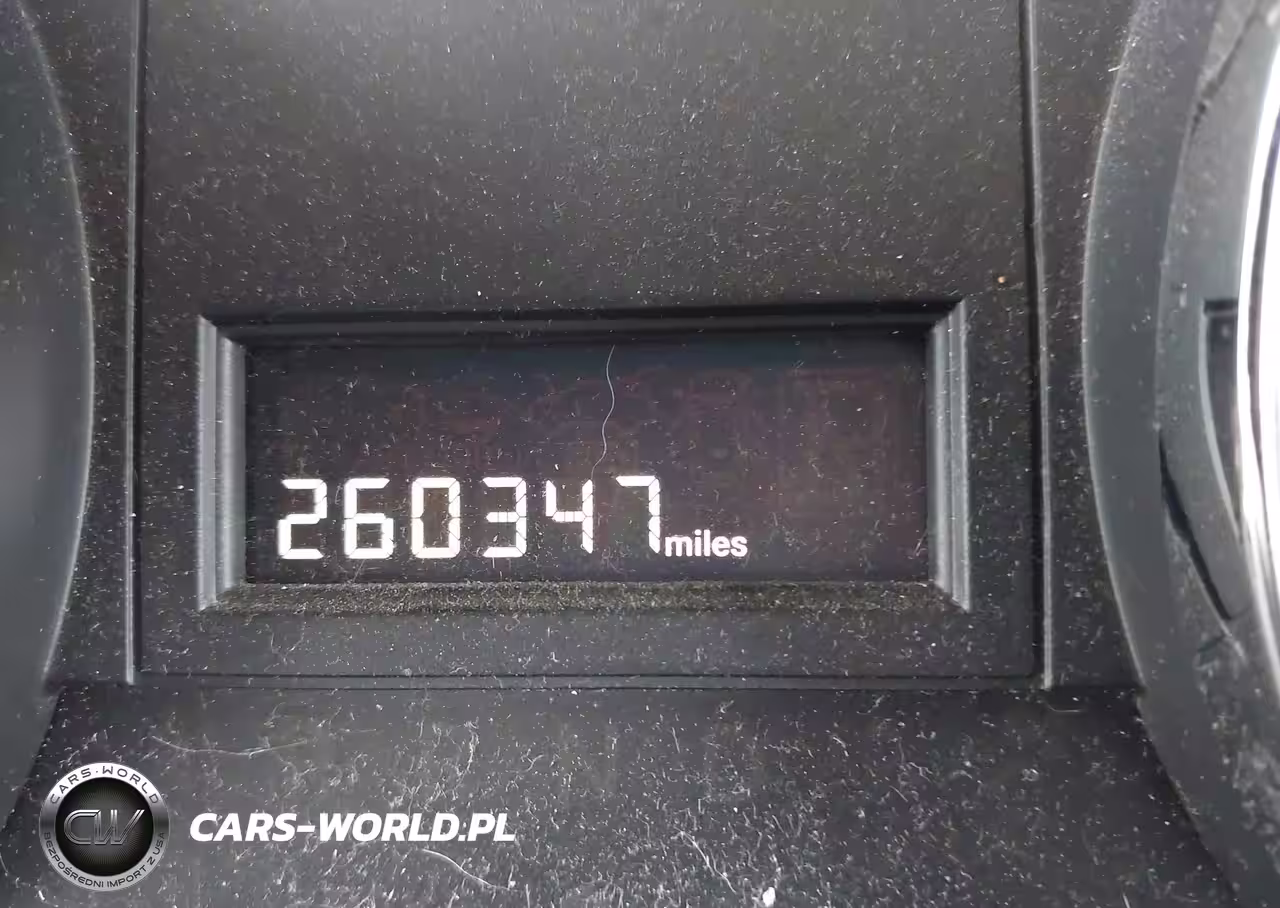 260347 miles
CARS-WORLD
CW
BEZPOŚREDNI IMPORT Z USA
CARS-WORLD.PL